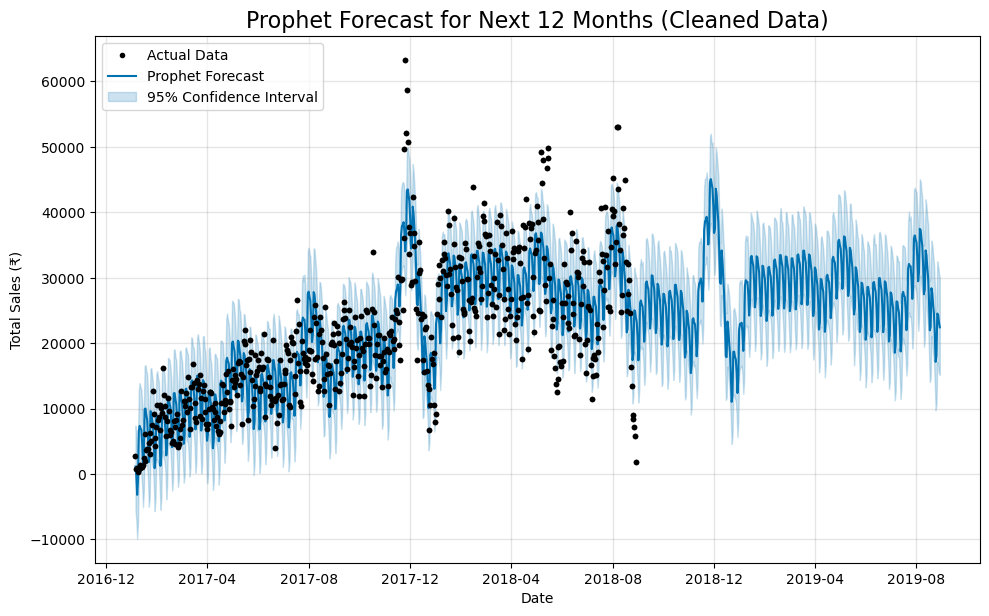 Prophet Forecast for Next 12 Months (Cleaned Data)
Actual Data
Prophet Forecast
95% Confidence Interval
Total Sales (₹)
60000
50000
40000
30000
20000
10000
0
−10000
2016-12 2017-04 2017-08 2017-12 2018-04 2018-08 2018-12 2019-04 2019-08
Date